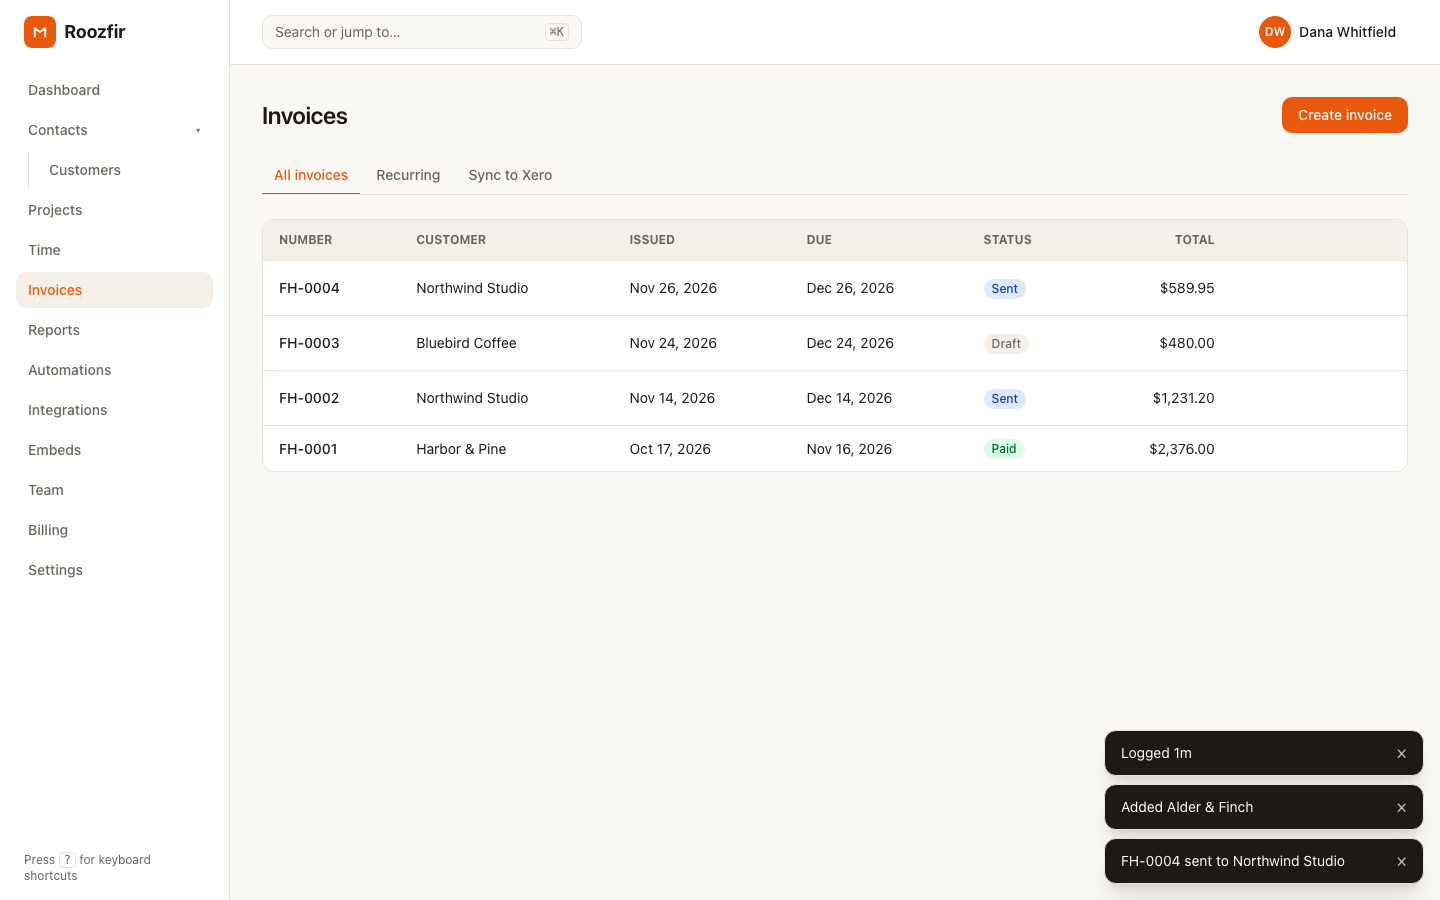 Roozfir
Search or jump to...
⌘K
DW
Dana Whitfield
Dashboard
Contacts
Customers
Projects
Time
Invoices
Reports
Automations
Integrations
Embeds
Team
Billing
Settings
Press ? for keyboard
shortcuts
Invoices
Create invoice
All invoices
Recurring
Sync to Xero
NUMBER CUSTOMER ISSUED DUE STATUS TOTAL
FH-0004 Northwind Studio Nov 26, 2026 Dec 26, 2026 Sent $589.95
FH-0003 Bluebird Coffee Nov 24, 2026 Dec 24, 2026 Draft $480.00
FH-0002 Northwind Studio Nov 14, 2026 Dec 14, 2026 Sent $1,231.20
FH-0001 Harbor & Pine Oct 17, 2026 Nov 16, 2026 Paid $2,376.00
Logged 1m
Added Alder & Finch
FH-0004 sent to Northwind Studio